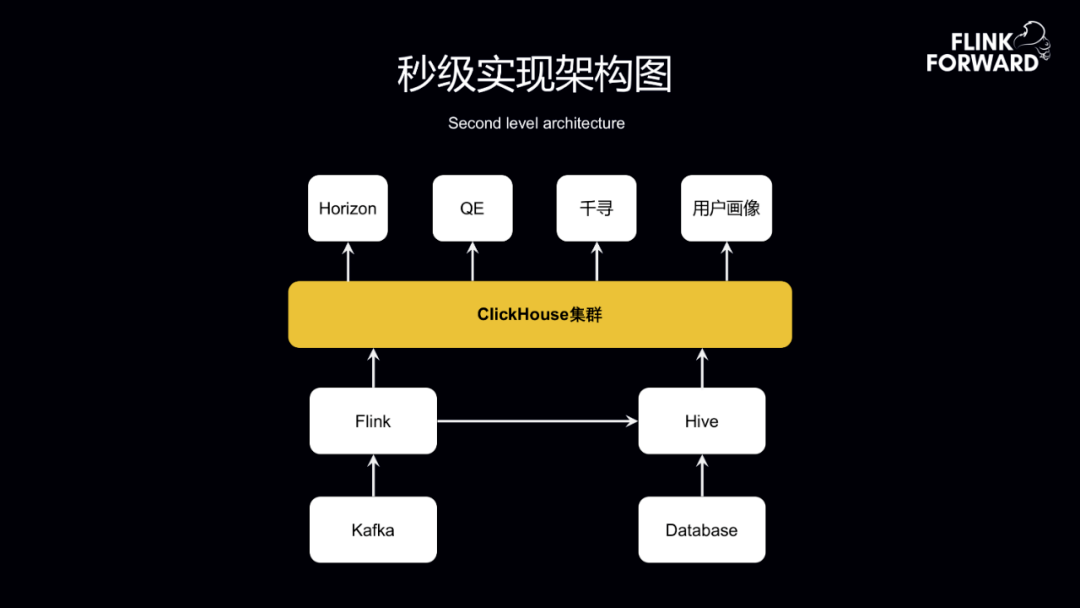 FLINK
FORWARD
秒级实现架构图
Second level architecture
Horizon
QE
千寻
用户画像
ClickHouse集群
Flink
Hive
Kafka
Database